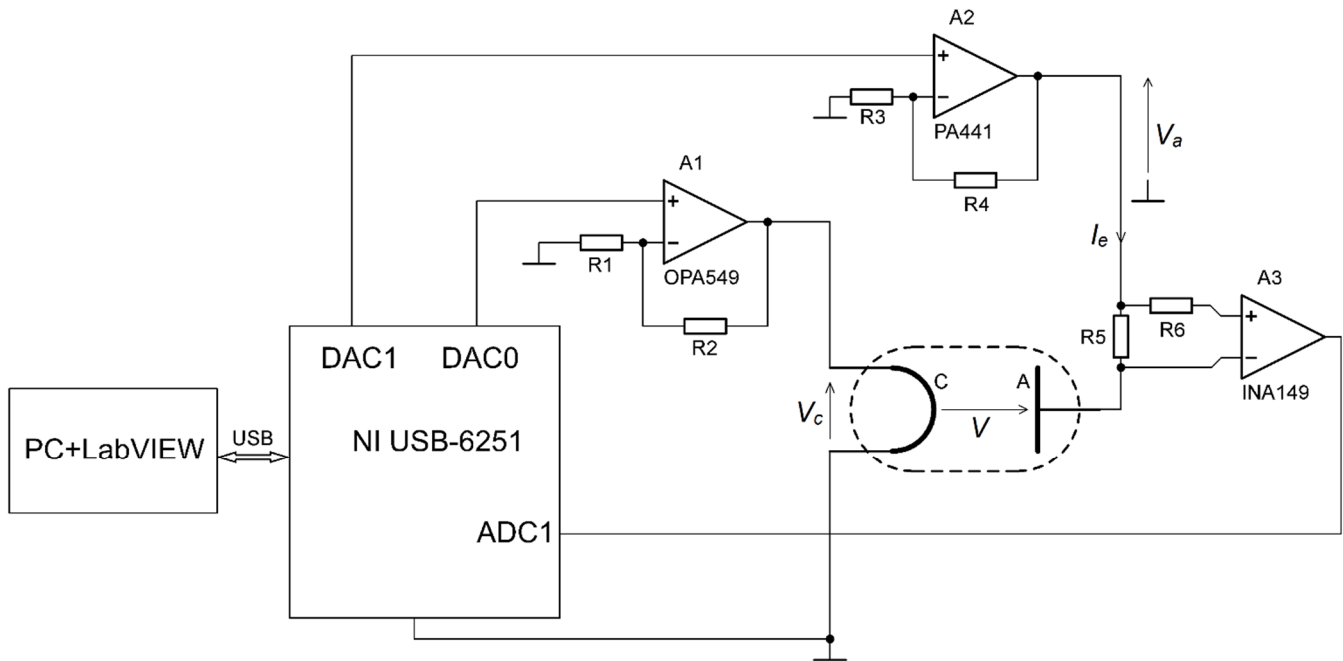 A2
+
−
R3
PA441
R4
Va
A1
+
−
R1
OPA549
R2
Ie
A3
R5
R6
+
−
INA149
DAC1 DAC0
PC+LabVIEW
USB
NI USB-6251
ADC1
Vc
C
A
V